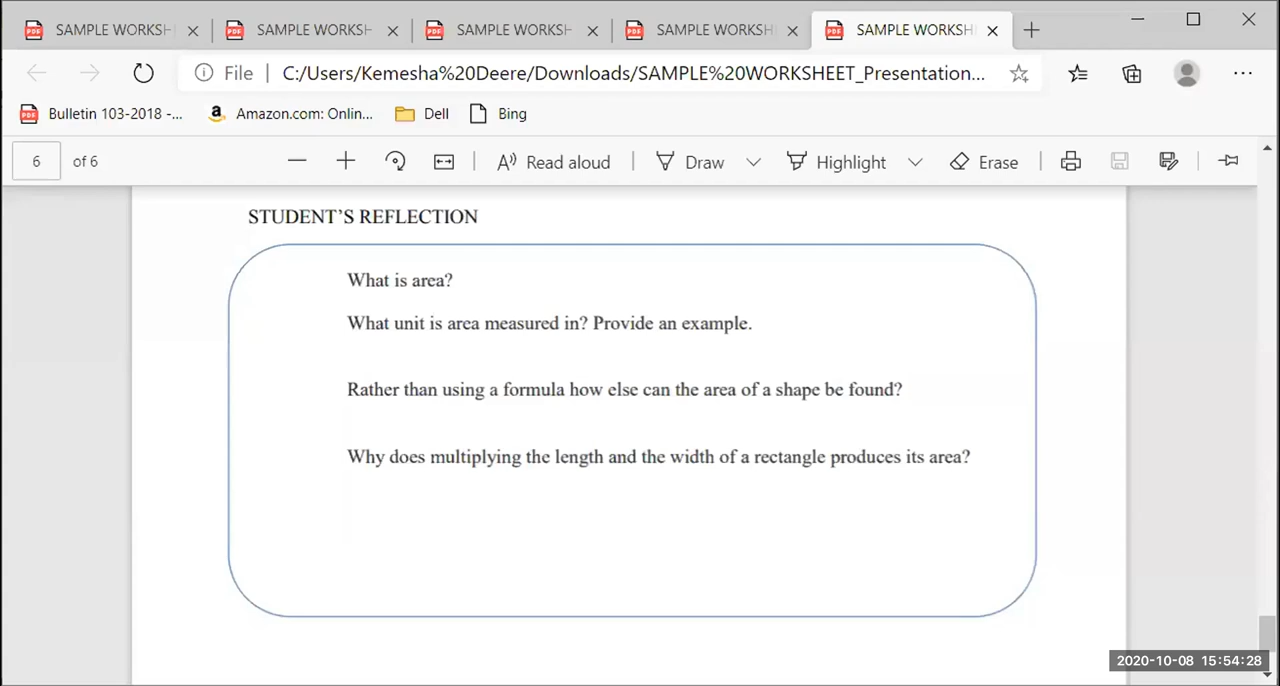 SAMPLE WORKSH
SAMPLE WORKSH
SAMPLE WORKSH
SAMPLE WORKSH
SAMPLE WORKSH
File
C:/Users/Kemesha%20Deere/Downloads/SAMPLE%20WORKSHEET_Presentation...
Bulletin 103-2018 -...
Amazon.com: Onlin...
Dell
Bing
6 of 6
Read aloud
Draw
Highlight
Erase
STUDENT’S REFLECTION
What is area?
What unit is area measured in? Provide an example.
Rather than using a formula how else can the area of a shape be found?
Why does multiplying the length and the width of a rectangle produces its area?
2020-10-08 15:54:28